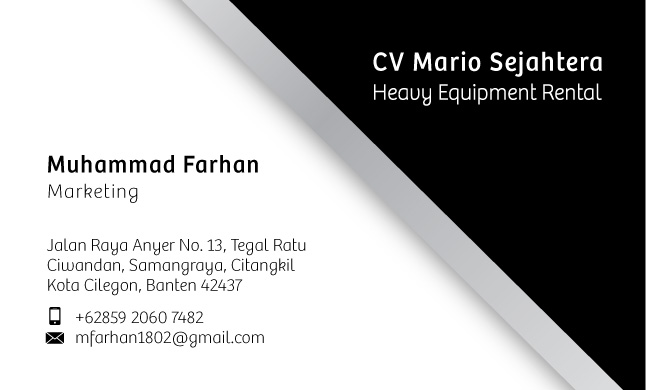 CV Mario Sejahtera
Heavy Equipment Rental
Muhammad Farhan
Marketing
Jalan Raya Anyer No. 13, Tegal Ratu
Ciwandan, Samangraya, Citangkil
Kota Cilegon, Banten 42437
+62859 2060 7482
mfarhan1802@gmail.com